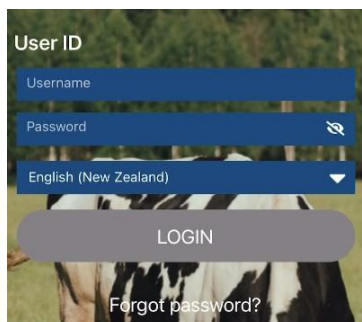 User ID
Username
Password
English (New Zealand)
LOGIN
Forgot password?